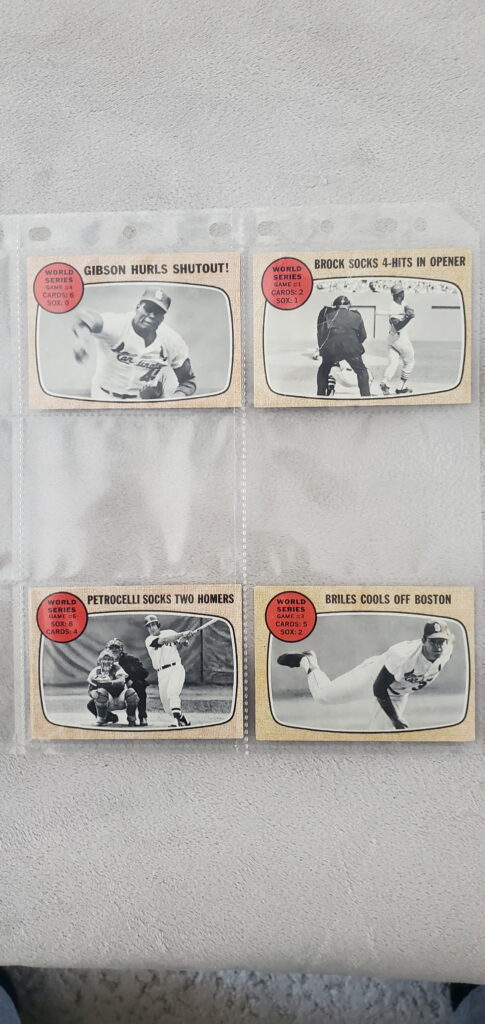 WORLD
SERIES
GAME #4
CARDS: 6
SOX: 0
GIBSON HURLS SHUTOUT!
Cardinals
WORLD
SERIES
GAME #1
CARDS: 2
SOX: 1
BROCK SOCKS 4-HITS IN OPENER
WORLD
SERIES
GAME #6
SOX: 8
CARDS: 4
PETROCELLI SOCKS TWO HOMERS
WORLD
SERIES
GAME #3
CARDS: 5
SOX: 2
BRILES COOLS OFF BOSTON